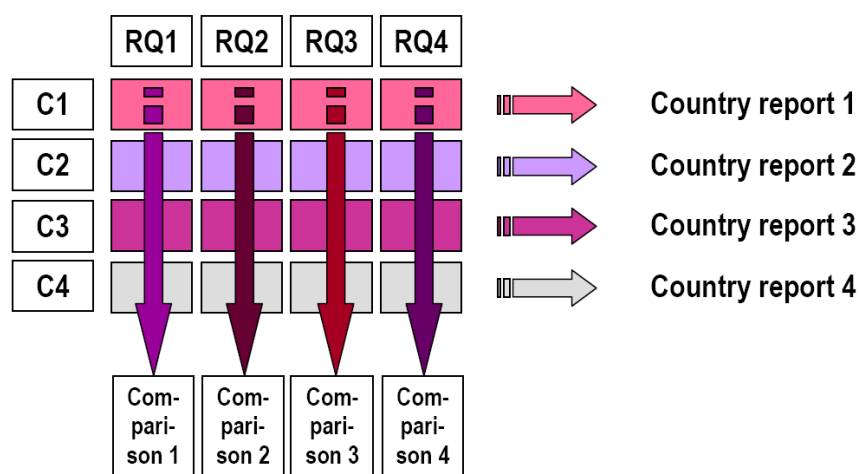 RQ1 RQ2 RQ3 RQ4
C1 Country report 1
C2 Country report 2
C3 Country report 3
C4 Country report 4
Com- Com- Com- Com-
pari- pari- pari- pari-
son 1 son 2 son 3 son 4